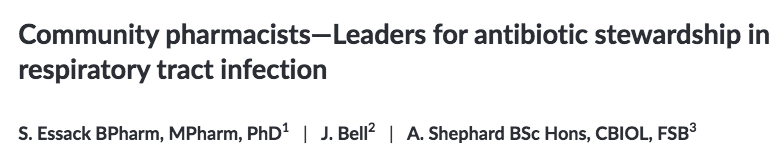 Community pharmacists—Leaders for antibiotic stewardship in
respiratory tract infection
S. Essack BPharm, MPharm, PhD¹ | J. Bell² | A. Shephard BSc Hons, CBIOL, FSB³